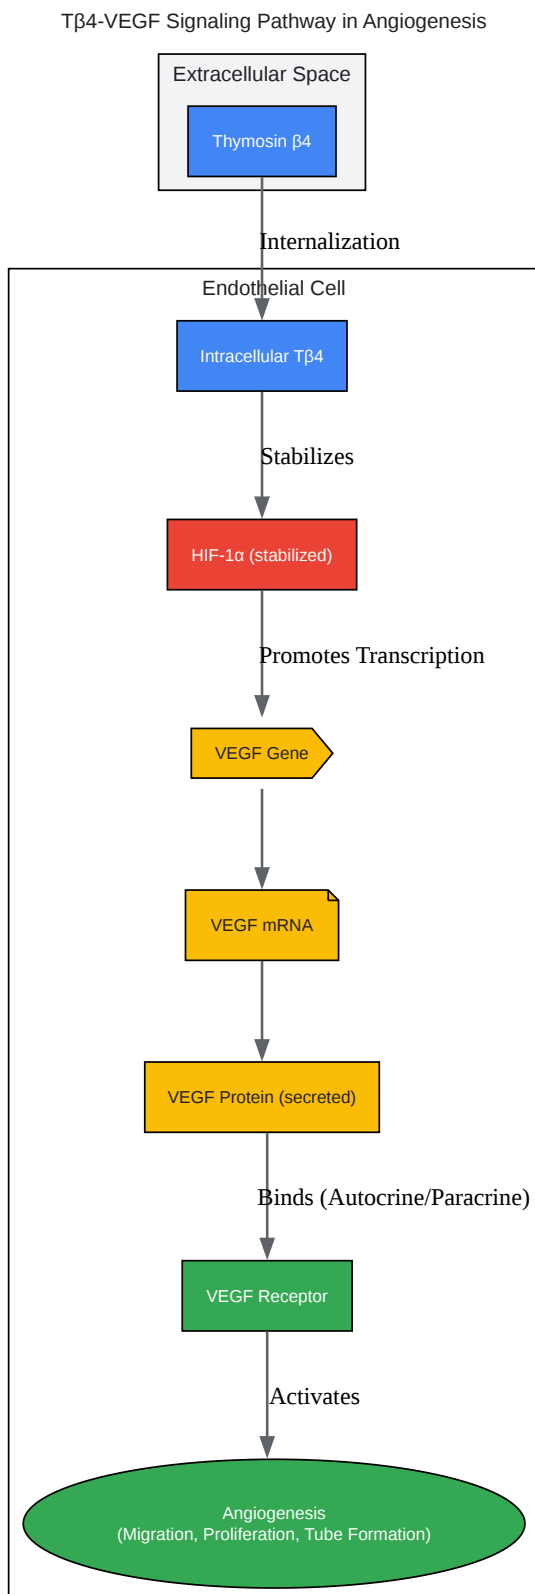 Tβ4-VEGF Signaling Pathway in Angiogenesis
Extracellular Space
Thymosin β4
Internalization
Endothelial Cell
Intracellular Tβ4
Stabilizes
HIF-1α (stabilized)
Promotes Transcription
VEGF Gene
VEGF mRNA
VEGF Protein (secreted)
Binds (Autocrine/Paracrine)
VEGF Receptor
Activates
Angiogenesis
(Migration, Proliferation, Tube Formation)